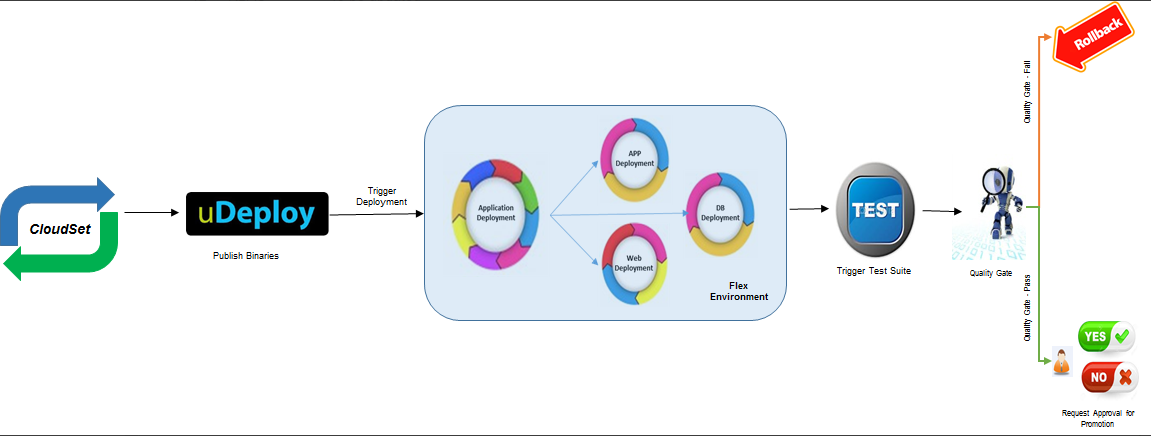 CloudSet
uDeploy
Publish Binaries
Trigger
Deployment
Application
Deployment
APP
Deployment
DB
Deployment
Web
Deployment
Flex
Environment
TEST
Trigger Test Suite
Quality Gate
Quality Gate - Fail
Rollback
Quality Gate - Pass
YES
NO
Request Approval for
Promotion